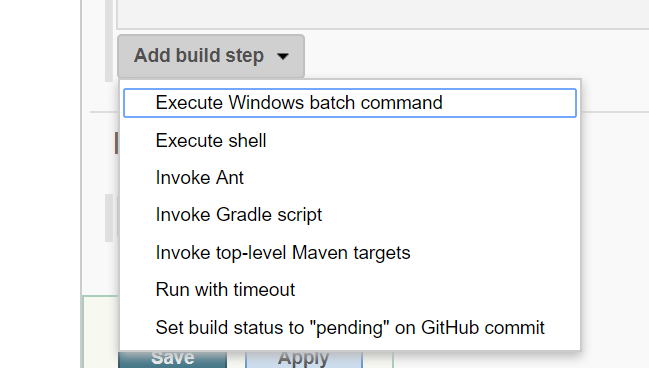 Add build step
Execute Windows batch command
Execute shell
Invoke Ant
Invoke Gradle script
Invoke top-level Maven targets
Run with timeout
Set build status to "pending" on GitHub commit
Save
Apply